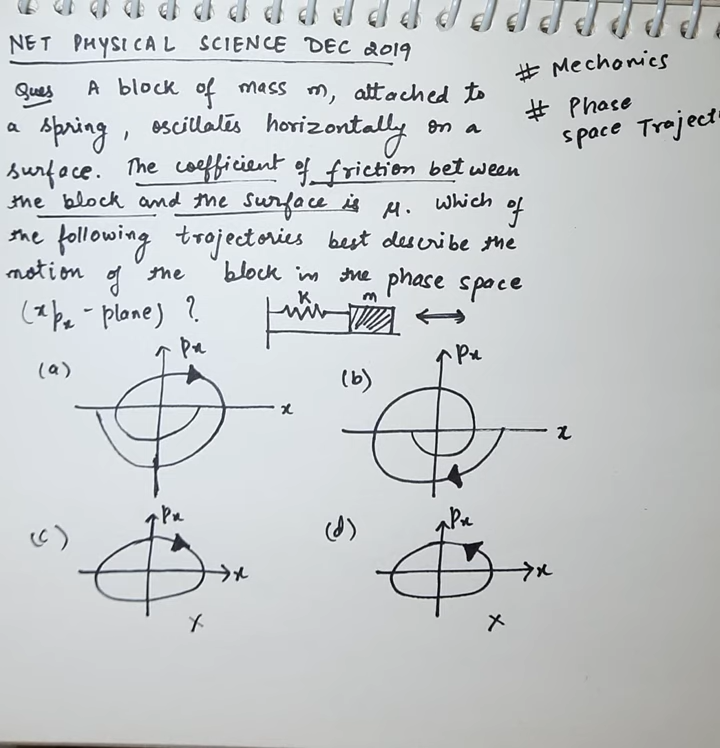 NET PHYSICAL SCIENCE DEC 2019
# Mechanics
Ques A block of mass m, attached to
# Phase
space Traject
a spring, oscillates horizontally on a
surface. The coefficient of friction between
the block and the surface is μ. which of
the following trajectories best describe the
motion of the block in the phase space
(xpx - plane) ?
K
m
(a)
Px
x
(b)
Px
x
(c)
Px
x
x
(d)
Px
x
x